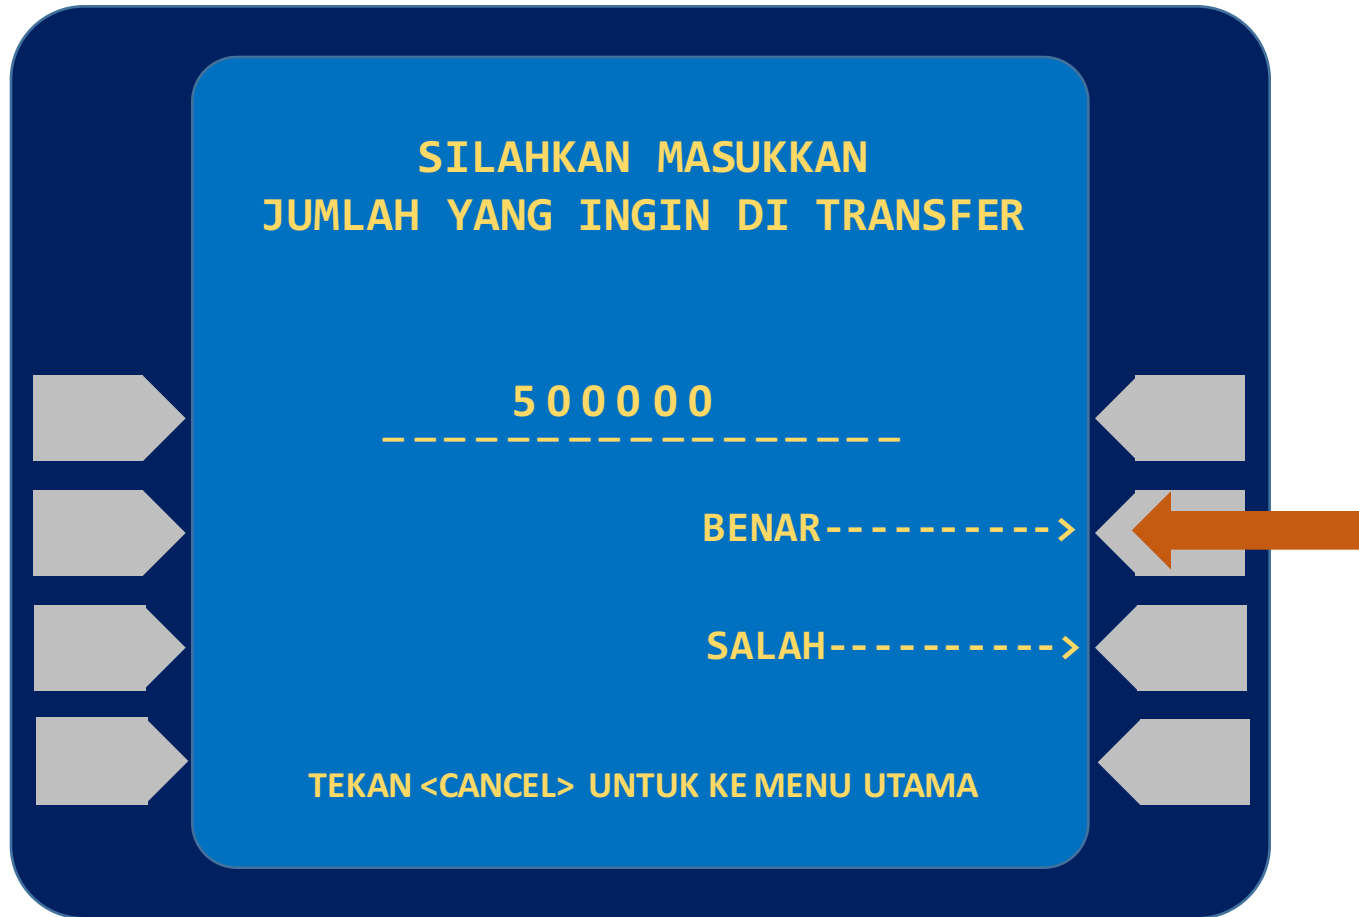 SILAHKAN MASUKKAN
JUMLAH YANG INGIN DI TRANSFER
500000
-----------------
BENAR---------->
SALAH---------->
TEKAN <CANCEL> UNTUK KE MENU UTAMA